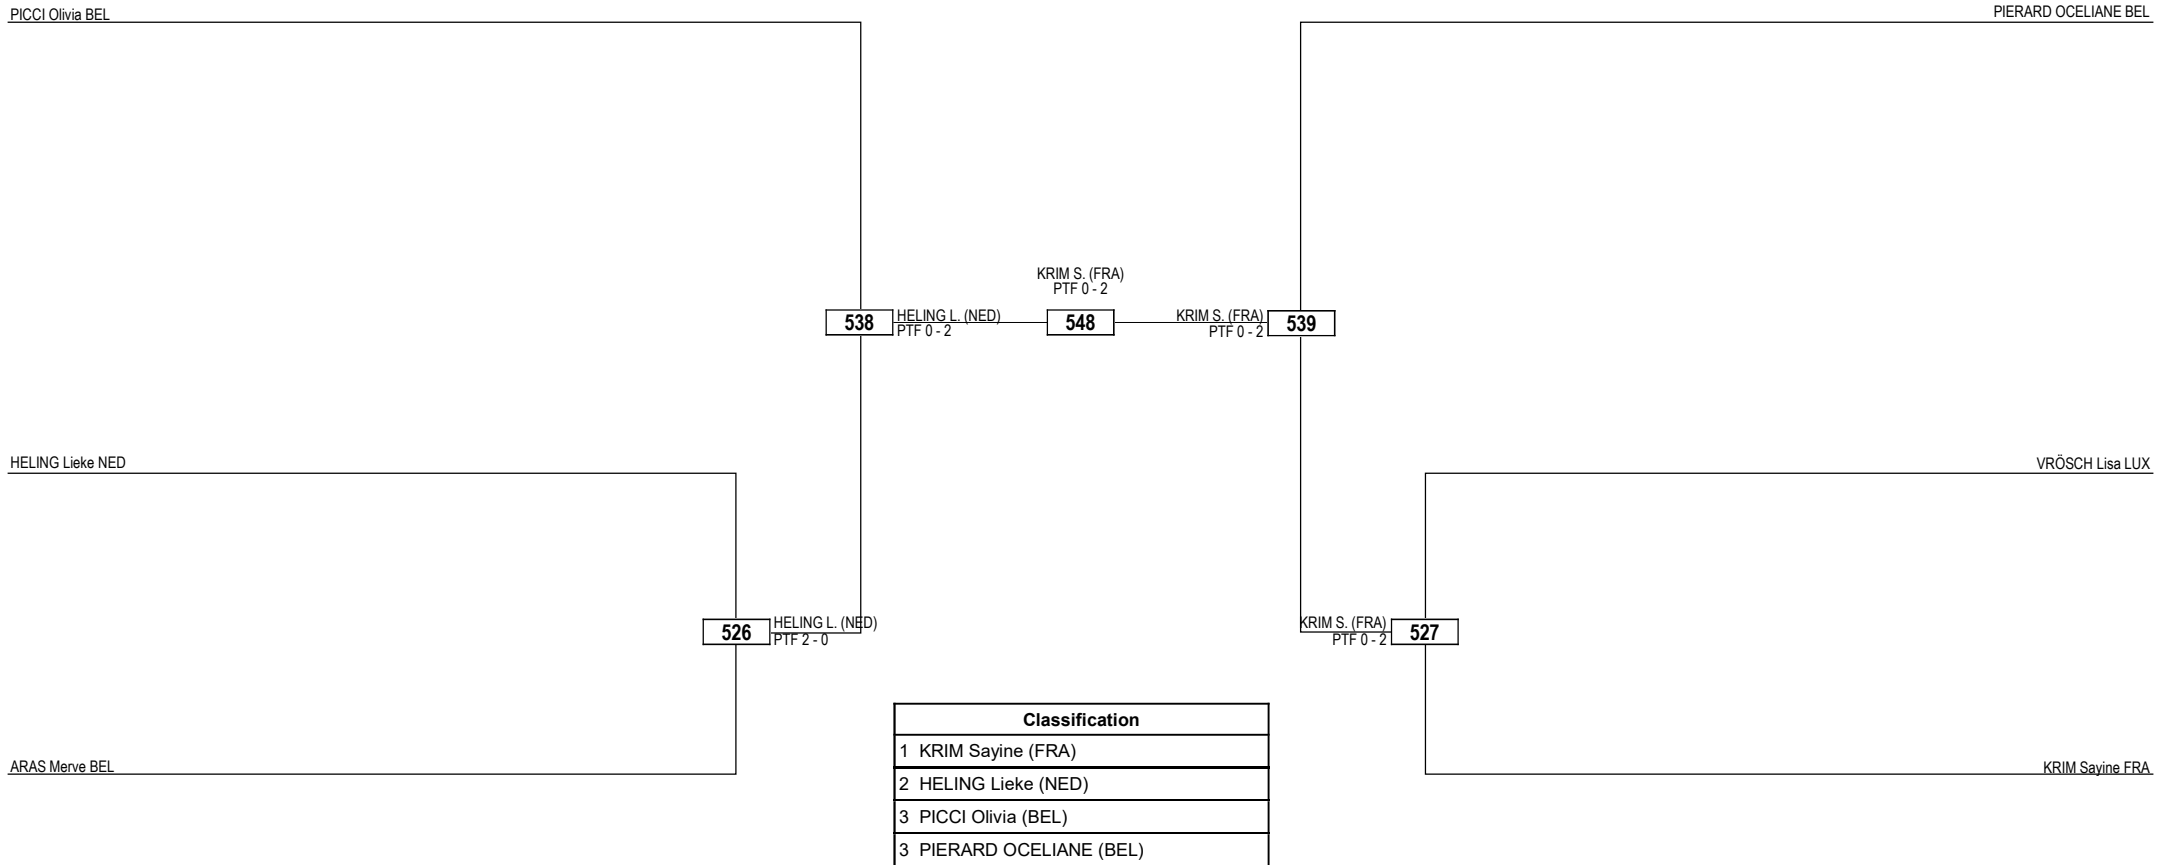 PICCI Olivia BEL
PIERARD OCELIANE BEL
KRIM S. (FRA)
PTF 0 - 2
538
HELING L. (NED)
PTF 0 - 2
548
KRIM S. (FRA)
PTF 0 - 2
539
HELING Lieke NED
VRÖSCH Lisa LUX
526
HELING L. (NED)
PTF 2 - 0
KRIM S. (FRA)
PTF 0 - 2
527
ARAS Merve BEL
KRIM Sayine FRA
Classification
1 KRIM Sayine (FRA)
2 HELING Lieke (NED)
3 PICCI Olivia (BEL)
3 PIERARD OCELIANE (BEL)